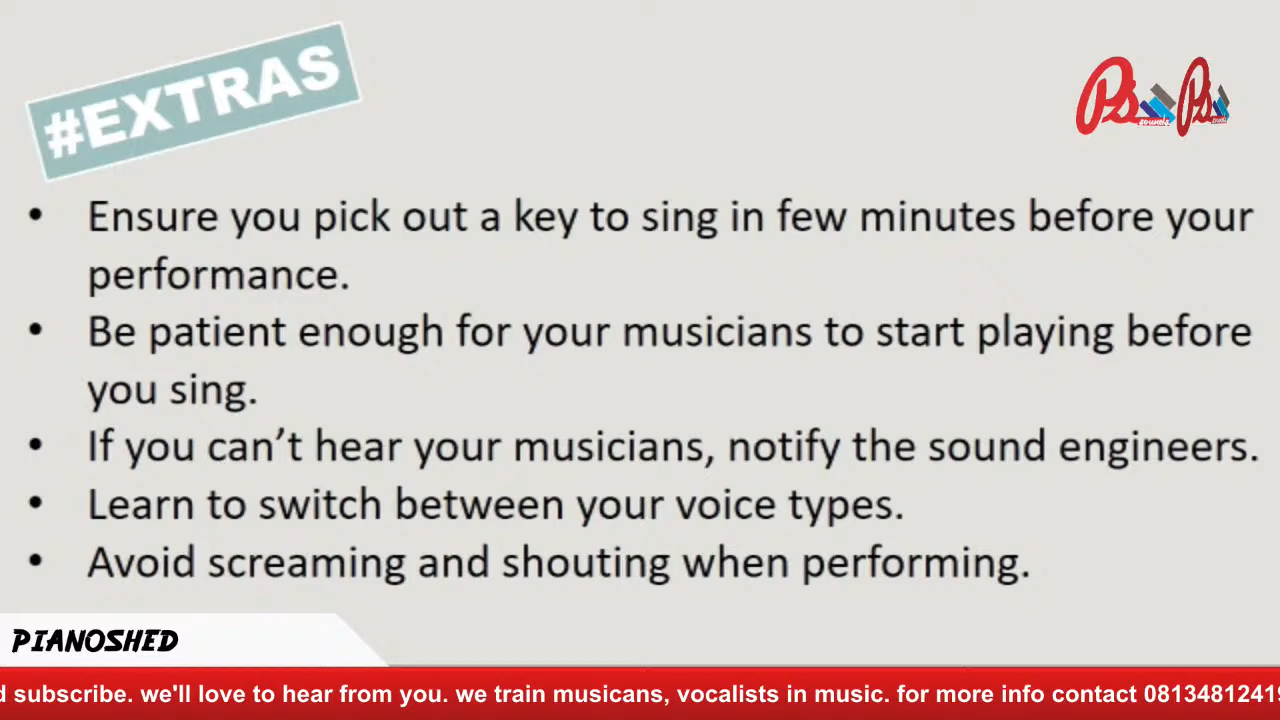 #EXTRAS
Ps sounds Ps
• Ensure you pick out a key to sing in few minutes before your
performance.
• Be patient enough for your musicians to start playing before
you sing.
• If you can’t hear your musicians, notify the sound engineers.
• Learn to switch between your voice types.
• Avoid screaming and shouting when performing.
PIANOSHED
subscribe. we'll love to hear from you. we train musicans, vocalists in music. for more info contact 0813481241